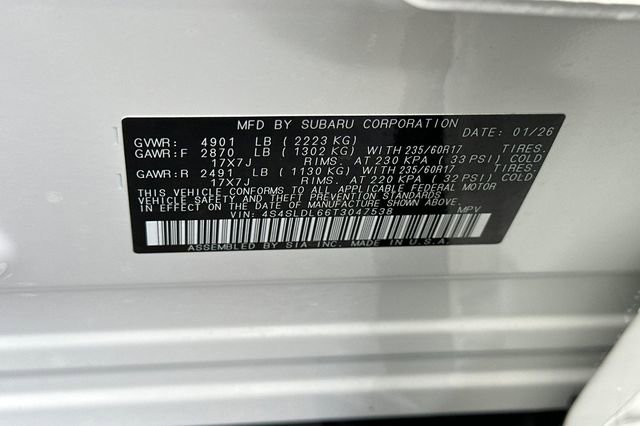 MFD BY SUBARU CORPORATION
DATE: 01/26
GVWR: 4901 LB (2223 KG)
GAWR:F 2870 LB (1302 KG) WITH 235/60R17 TIRES.
17X7J RIMS. AT 230 KPA (33 PSI) COLD
GAWR:R 2491 LB (1130 KG) WITH 235/60R17 TIRES.
17X7J RIMS. AT 220 KPA (32 PSI) COLD
THIS VEHICLE CONFORMS TO ALL APPLICABLE FEDERAL MOTOR
VEHICLE SAFETY AND THEFT PREVENTION STANDARDS IN
EFFECT ON THE DATE OF MANUFACTURE SHOWN ABOVE.
VIN: 4S4SLDL66T3047538 MPV
ASSEMBLED BY SIA INC. MADE IN U.S.A.